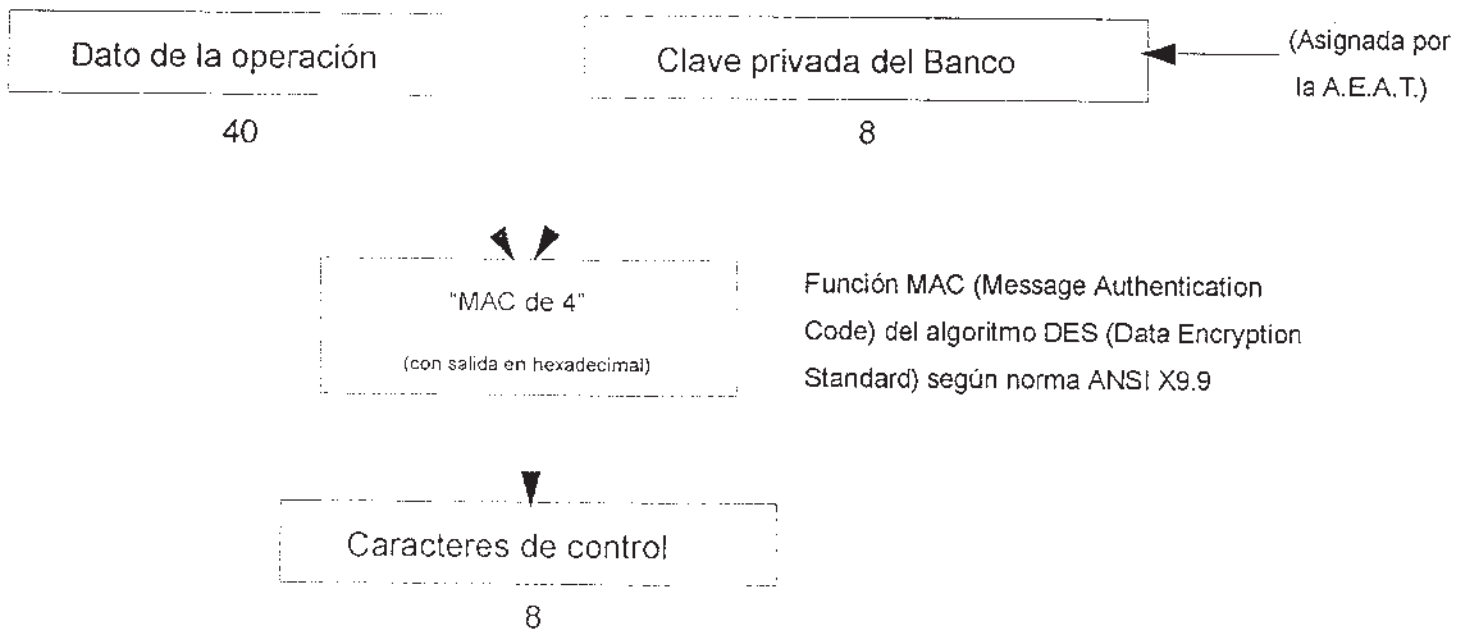 Dato de la operación
Clave privada del Banco
(Asignada por
la A.E.A.T.)
40
8
"MAC de 4"
(con salida en hexadecimal)
Función MAC (Message Authentication
Code) del algoritmo DES (Data Encryption
Standard) según norma ANSI X9.9
Caracteres de control
8